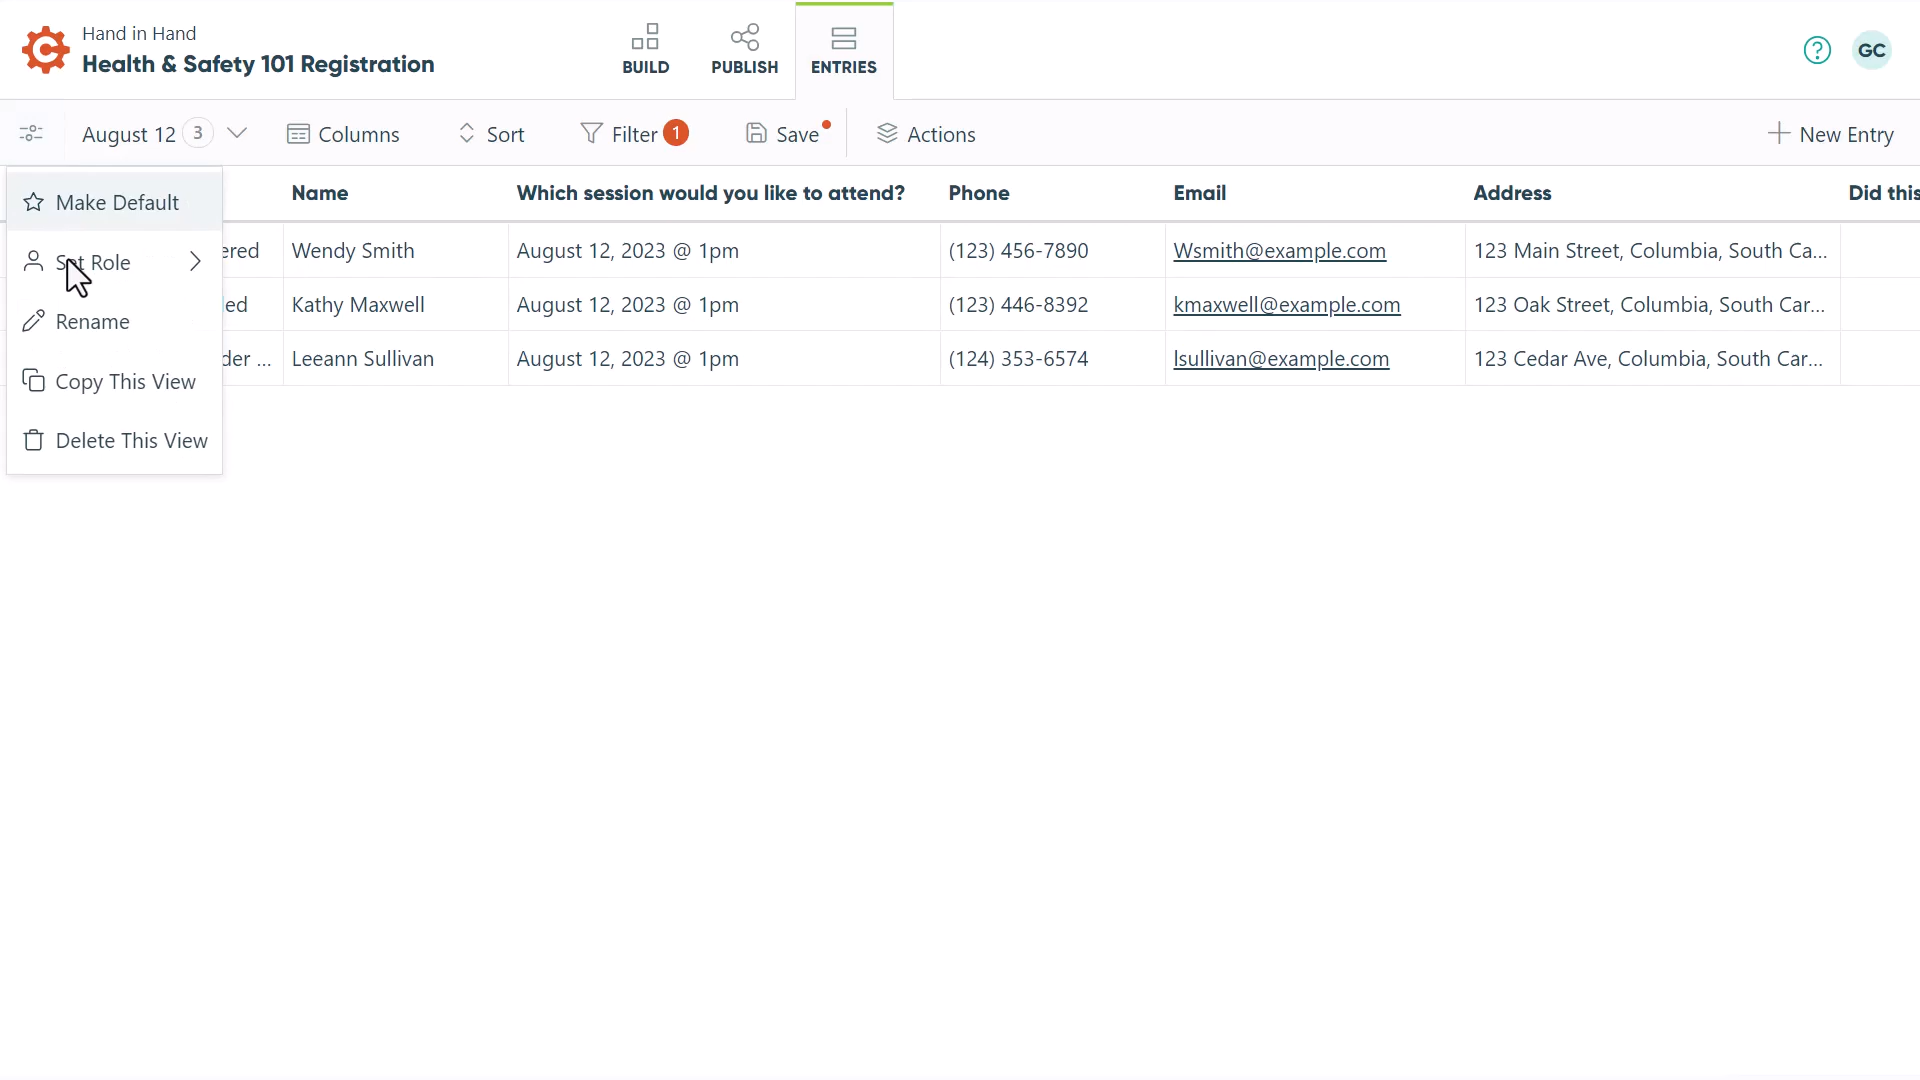 Hand in Hand
Health & Safety 101 Registration
BUILD
PUBLISH
ENTRIES
GC
August 12 3
Columns
Sort
Filter 1
Save
Actions
New Entry
Make Default
Set Role
Rename
Copy This View
Delete This View
Name Which session would you like to attend? Phone Email Address Did this
ered Wendy Smith August 12, 2023 @ 1pm (123) 456-7890 Wsmith@example.com 123 Main Street, Columbia, South Ca...
led Kathy Maxwell August 12, 2023 @ 1pm (123) 446-8392 kmaxwell@example.com 123 Oak Street, Columbia, South Car...
der ... Leeann Sullivan August 12, 2023 @ 1pm (124) 353-6574 lsullivan@example.com 123 Cedar Ave, Columbia, South Car...